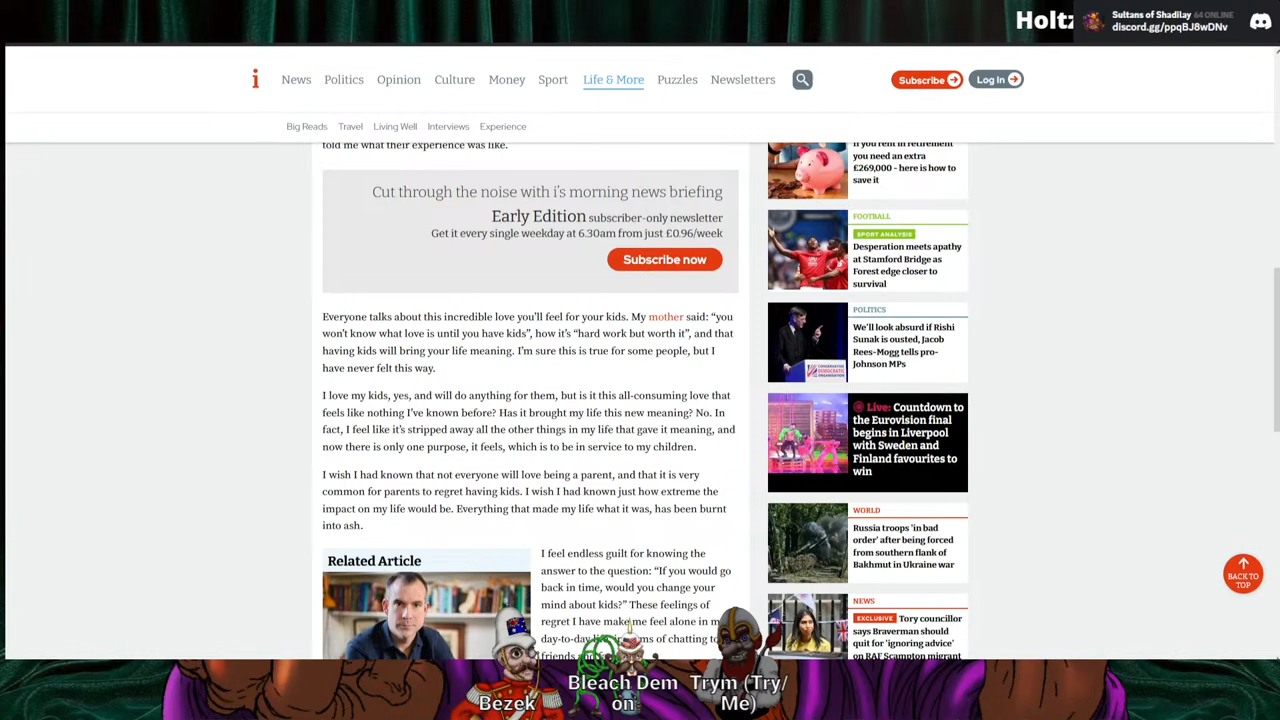 Holtz
Sultans of Shadilay 64 ONLINE
discord.gg/ppqBJ8wDNv
i
News Politics Opinion Culture Money Sport Life & More Puzzles Newsletters
Subscribe
Log In
Big Reads Travel Living Well Interviews Experience
told me what their experience was like.
Cut through the noise with i's morning news briefing
Early Edition subscriber-only newsletter
Get it every single weekday at 6.30am from just £0.96/week
Subscribe now
Everyone talks about this incredible love you'll feel for your kids. My mother said: “you
won't know what love is until you have kids”, how it's “hard work but worth it”, and that
having kids will bring your life meaning. I'm sure this is true for some people, but I
have never felt this way.
I love my kids, yes, and will do anything for them, but is it this all-consuming love that
feels like nothing I've known before? Has it brought my life this new meaning? No. In
fact, I feel like it's stripped away all the other things in my life that gave it meaning, and
now there is only one purpose, it feels, which is to be in service to my children.
I wish I had known that not everyone will love being a parent, and that it is very
common for parents to regret having kids. I wish I had known just how extreme the
impact on my life would be. Everything that made my life what it was, has been burnt
into ash.
Related Article
I feel endless guilt for knowing the
answer to the question: “If you would go
back in time, would you change your
mind about kids?” These feelings of
regret I have make me feel alone in m
day-to-day
ms of chatting to
friends
If you rent in retirement
you need an extra
£269,000 - here is how to
save it
FOOTBALL
SPORT ANALYSIS
Desperation meets apathy
at Stamford Bridge as
Forest edge closer to
survival
POLITICS
We'll look absurd if Rishi
Sunak is ousted, Jacob
Rees-Mogg tells pro-
Johnson MPs
Live: Countdown to
the Eurovision final
begins in Liverpool
with Sweden and
Finland favourites to
win
WORLD
Russia troops 'in bad
order' after being forced
from southern flank of
Bakhmut in Ukraine war
NEWS
EXCLUSIVE Tory councillor
says Braverman should
quit for 'ignoring advice'
on RAF Scampton migrant
BACK TO
TOP
Bezek
Bleach Dem
on
Trym (Try/
Me)